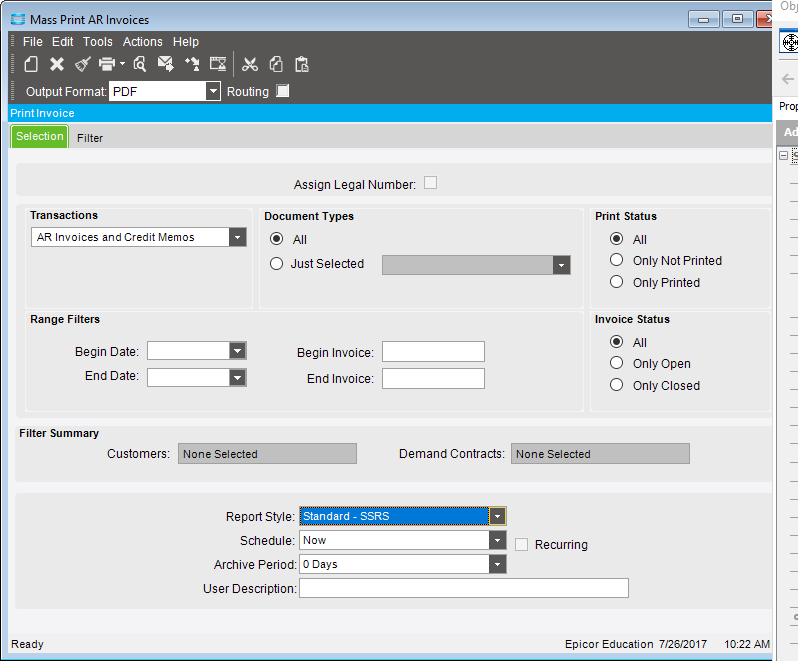 Mass Print AR Invoices
File Edit Tools Actions Help
Output Format: PDF Routing
Print Invoice
Selection Filter
Assign Legal Number:
Transactions
AR Invoices and Credit Memos
Document Types
All
Just Selected
Print Status
All
Only Not Printed
Only Printed
Range Filters
Begin Date:
End Date:
Begin Invoice:
End Invoice:
Invoice Status
All
Only Open
Only Closed
Filter Summary
Customers: None Selected
Demand Contracts: None Selected
Report Style: Standard - SSRS
Schedule: Now
Recurring
Archive Period: 0 Days
User Description:
Ready
Epicor Education 7/26/2017 10:22 AM
Obj
Prop
Ad